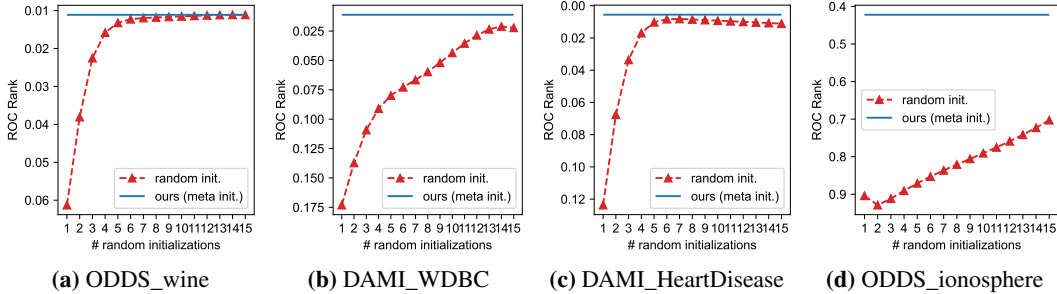 ROC Rank
0.01
0.02
0.03
0.04
0.05
0.06
random init.
ours (meta init.)
1 2 3 4 5 6 7 8 9 10 11 12 13 14 15
# random initializations
(a) ODDS_wine
ROC Rank
0.025
0.050
0.075
0.100
0.125
0.150
0.175
random init.
ours (meta init.)
1 2 3 4 5 6 7 8 9 10 11 12 13 14 15
# random initializations
(b) DAMI_WDBC
ROC Rank
0.00
0.02
0.04
0.06
0.08
0.10
0.12
random init.
ours (meta init.)
1 2 3 4 5 6 7 8 9 10 11 12 13 14 15
# random initializations
(c) DAMI_HeartDisease
ROC Rank
0.4
0.5
0.6
0.7
0.8
0.9
random init.
ours (meta init.)
1 2 3 4 5 6 7 8 9 10 11 12 13 14 15
# random initializations
(d) ODDS_ionosphere